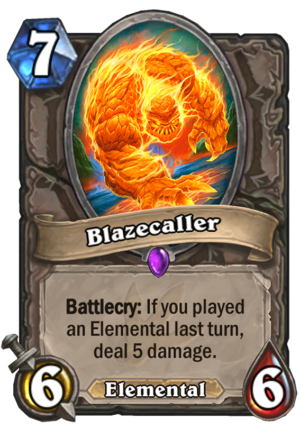 7
Blazecaller
Battlecry: If you played
an Elemental last turn,
deal 5 damage.
6
Elemental
6